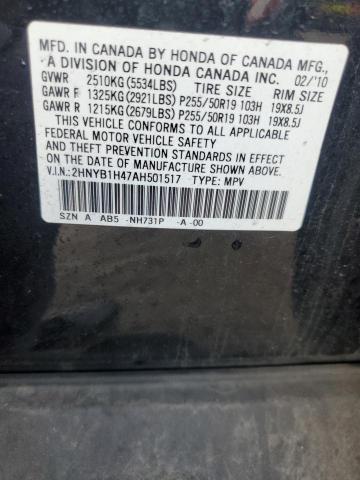 MFD. IN CANADA BY HONDA OF CANADA MFG.,
A DIVISION OF HONDA CANADA INC. 02/'10
GVWR 2510KG(5534LBS) TIRE SIZE RIM SIZE
GAWR F 1325KG(2921LBS) P255/50R19 103H 19X8.5J
GAWR R 1215KG(2679LBS) P255/50R19 103H 19X8.5J
THIS VEHICLE CONFORMS TO ALL APPLICABLE
FEDERAL MOTOR VEHICLE SAFETY
AND THEFT PREVENTION STANDARDS IN EFFECT ON
THE DATE OF MANUFACTURE SHOWN ABOVE.
V.I.N.: 2HNYB1H47AH501517 TYPE: MPV
SZN A AB5 -NH731P -A-00